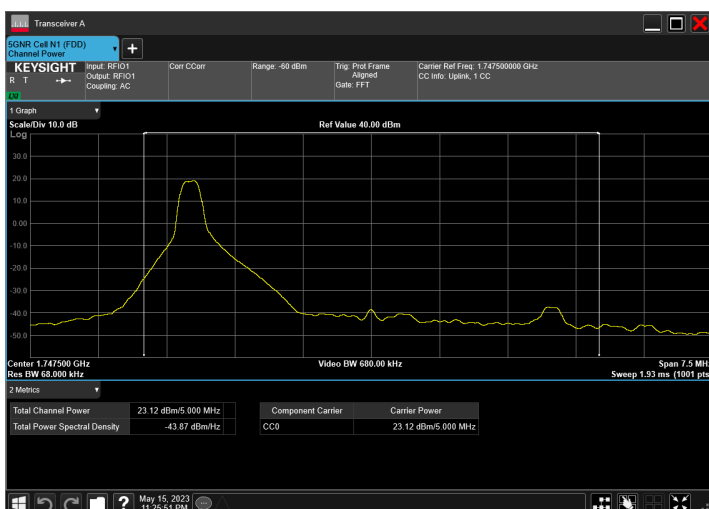 Transceiver A
5GNR Cell N1 (FDD)
Channel Power
KEYSIGHT
R T
LXI
Input: RFIO1
Output: RFIO1
Coupling: AC
Corr CCorr
Range: -60 dBm
Trig: Prot Frame
Aligned
Gate: FFT
Carrier Ref Freq: 1.747500000 GHz
CC Info: Uplink, 1 CC
1 Graph
Scale/Div 10.0 dB
Ref Value 40.00 dBm
Log
30.0
20.0
10.0
0.00
-10.0
-20.0
-30.0
-40.0
-50.0
Center 1.747500 GHz
Video BW 680.00 kHz
Span 7.5 MH
Res BW 68.000 kHz
Sweep 1.93 ms (1001 pts
2 Metrics
Total Channel Power 23.12 dBm/5.000 MHz
Total Power Spectral Density -43.87 dBm/Hz
Component Carrier Carrier Power
CC0 23.12 dBm/5.000 MHz
?
May 15, 2023
11:25:51 PM